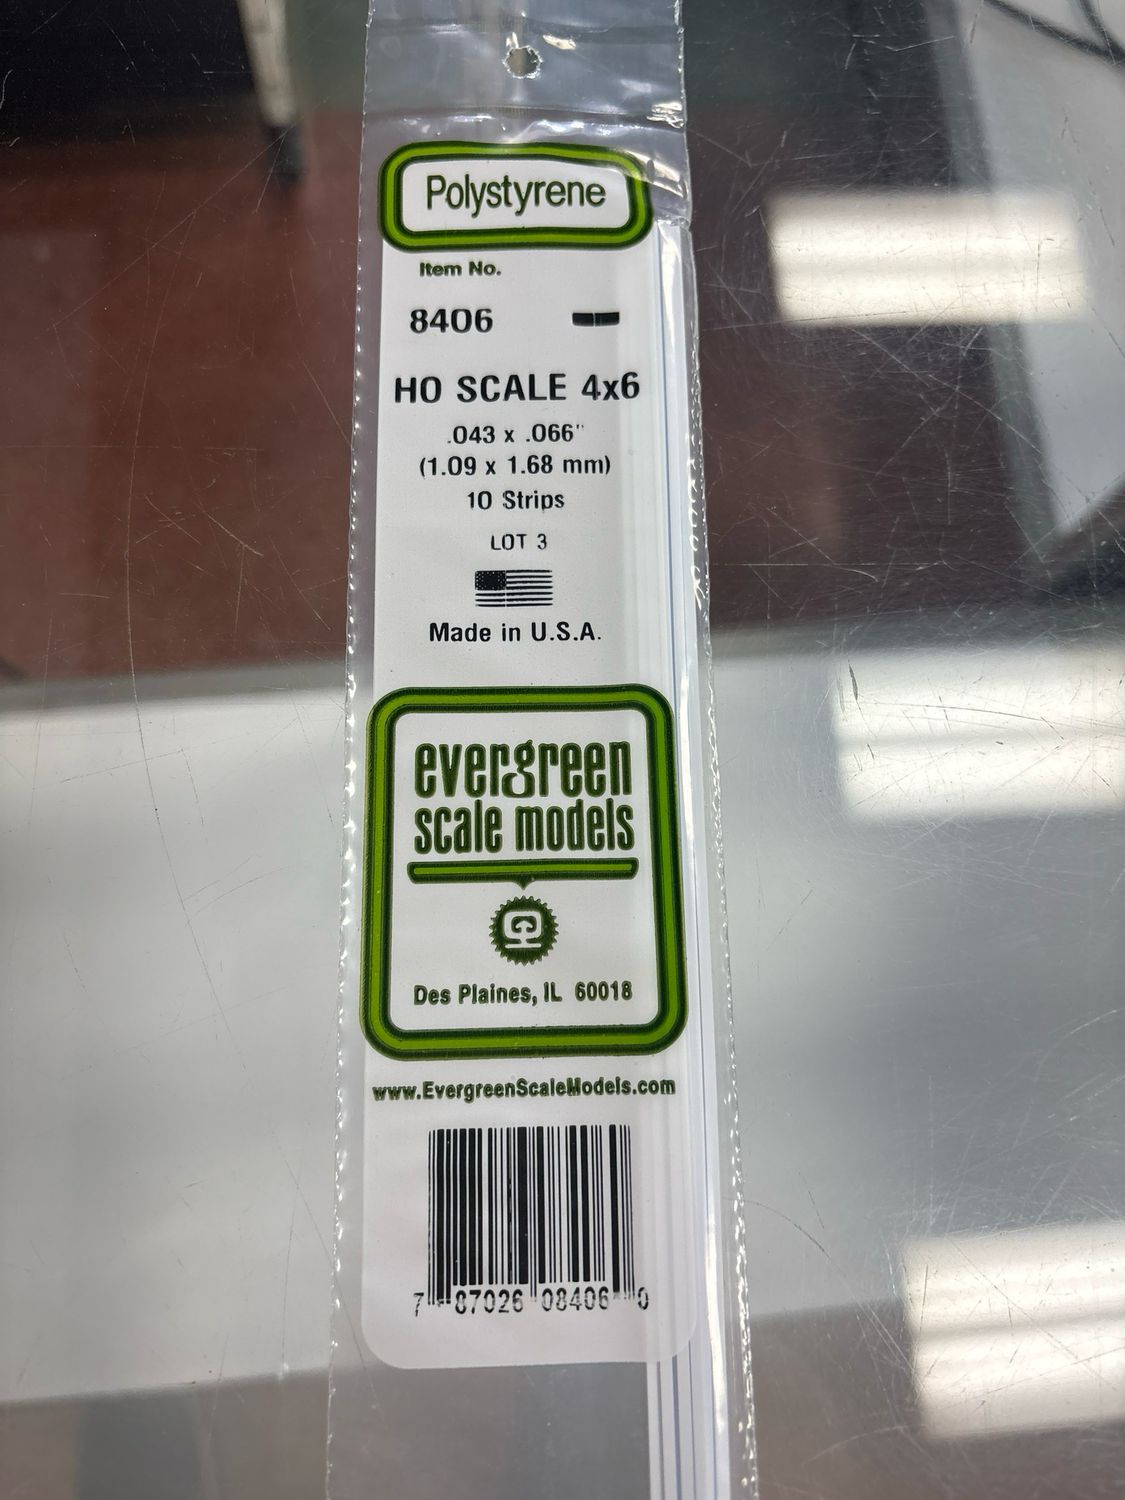 Polystyrene
Item No.
8406
HO SCALE 4x6
.043 x .066"
(1.09 x 1.68 mm)
10 Strips
LOT 3
Made in U.S.A.
evergreen
scale models
Des Plaines, IL 60018
www.EvergreenScaleModels.com
7 87026 08406 0